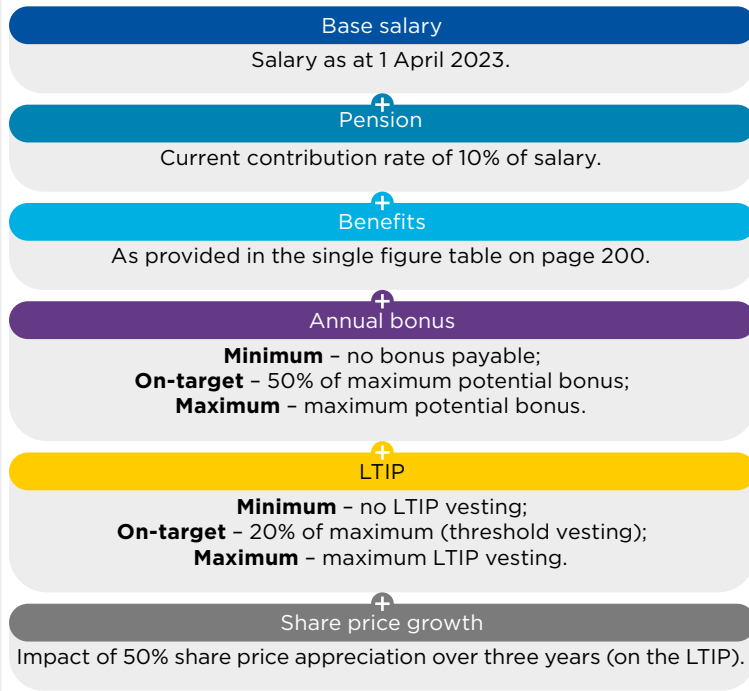 Base salary
Salary as at 1 April 2023.
+
Pension
Current contribution rate of 10% of salary.
+
Benefits
As provided in the single figure table on page 200.
+
Annual bonus
Minimum – no bonus payable;
On-target – 50% of maximum potential bonus;
Maximum – maximum potential bonus.
+
LTIP
Minimum – no LTIP vesting;
On-target – 20% of maximum (threshold vesting);
Maximum – maximum LTIP vesting.
+
Share price growth
Impact of 50% share price appreciation over three years (on the LTIP).